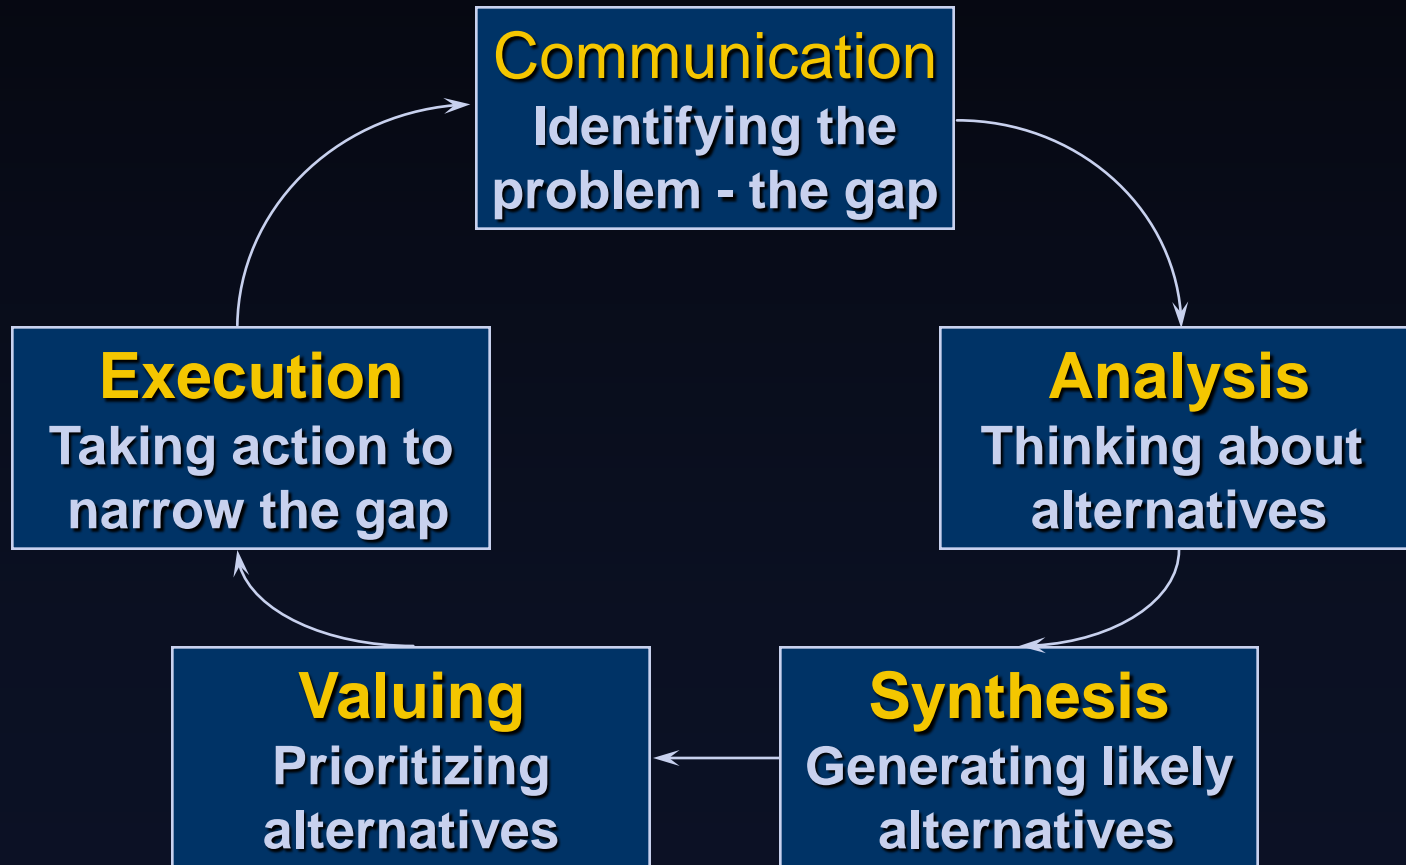 Communication
Identifying the
problem - the gap
Analysis
Thinking about
alternatives
Synthesis
Generating likely
alternatives
Valuing
Prioritizing
alternatives
Execution
Taking action to
narrow the gap